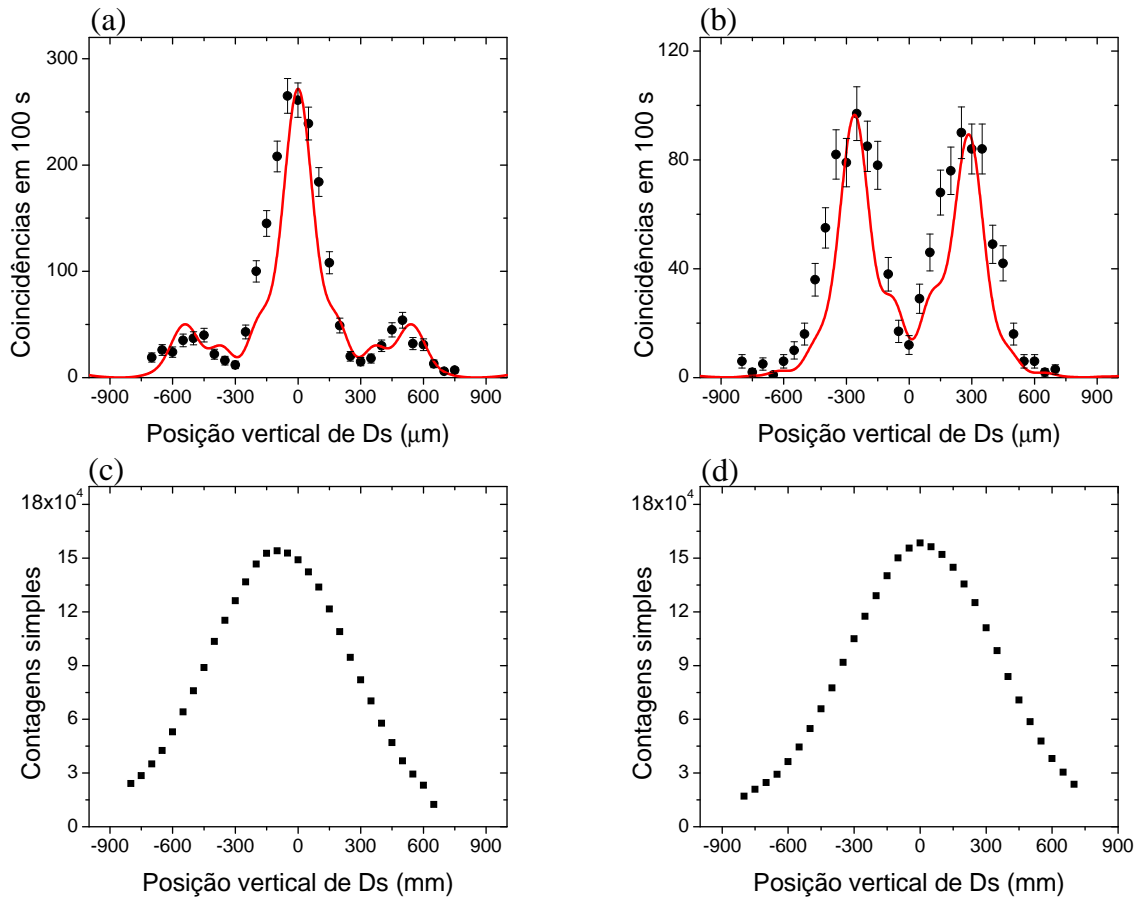 (a)
Coincidências em 100 s
300
200
100
0
-900 -600 -300 0 300 600 900
Posição vertical de Ds (μm)
(b)
Coincidências em 100 s
120
80
40
0
-900 -600 -300 0 300 600 900
Posição vertical de Ds (μm)
(c)
Contagens simples
18x10⁴
15
12
9
6
3
0
-900 -600 -300 0 300 600 900
Posição vertical de Ds (mm)
(d)
Contagens simples
18x10⁴
15
12
9
6
3
0
-900 -600 -300 0 300 600 900
Posição vertical de Ds (mm)